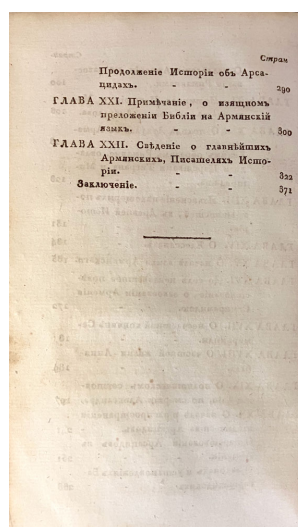 Стран
Продолженіе Исторіи объ Арса-
цидахъ. - - 290
ГЛАВА XXI. Примѣчаніе, о изящномъ
преложеніи Библіи на Армянскій
языкъ. - - 300
ГЛАВА XXII. Свѣденіе о главнѣйшихъ
Армянскихъ, Писателяхъ Исто-
ріи. - - 322
Заключеніе. - - 371